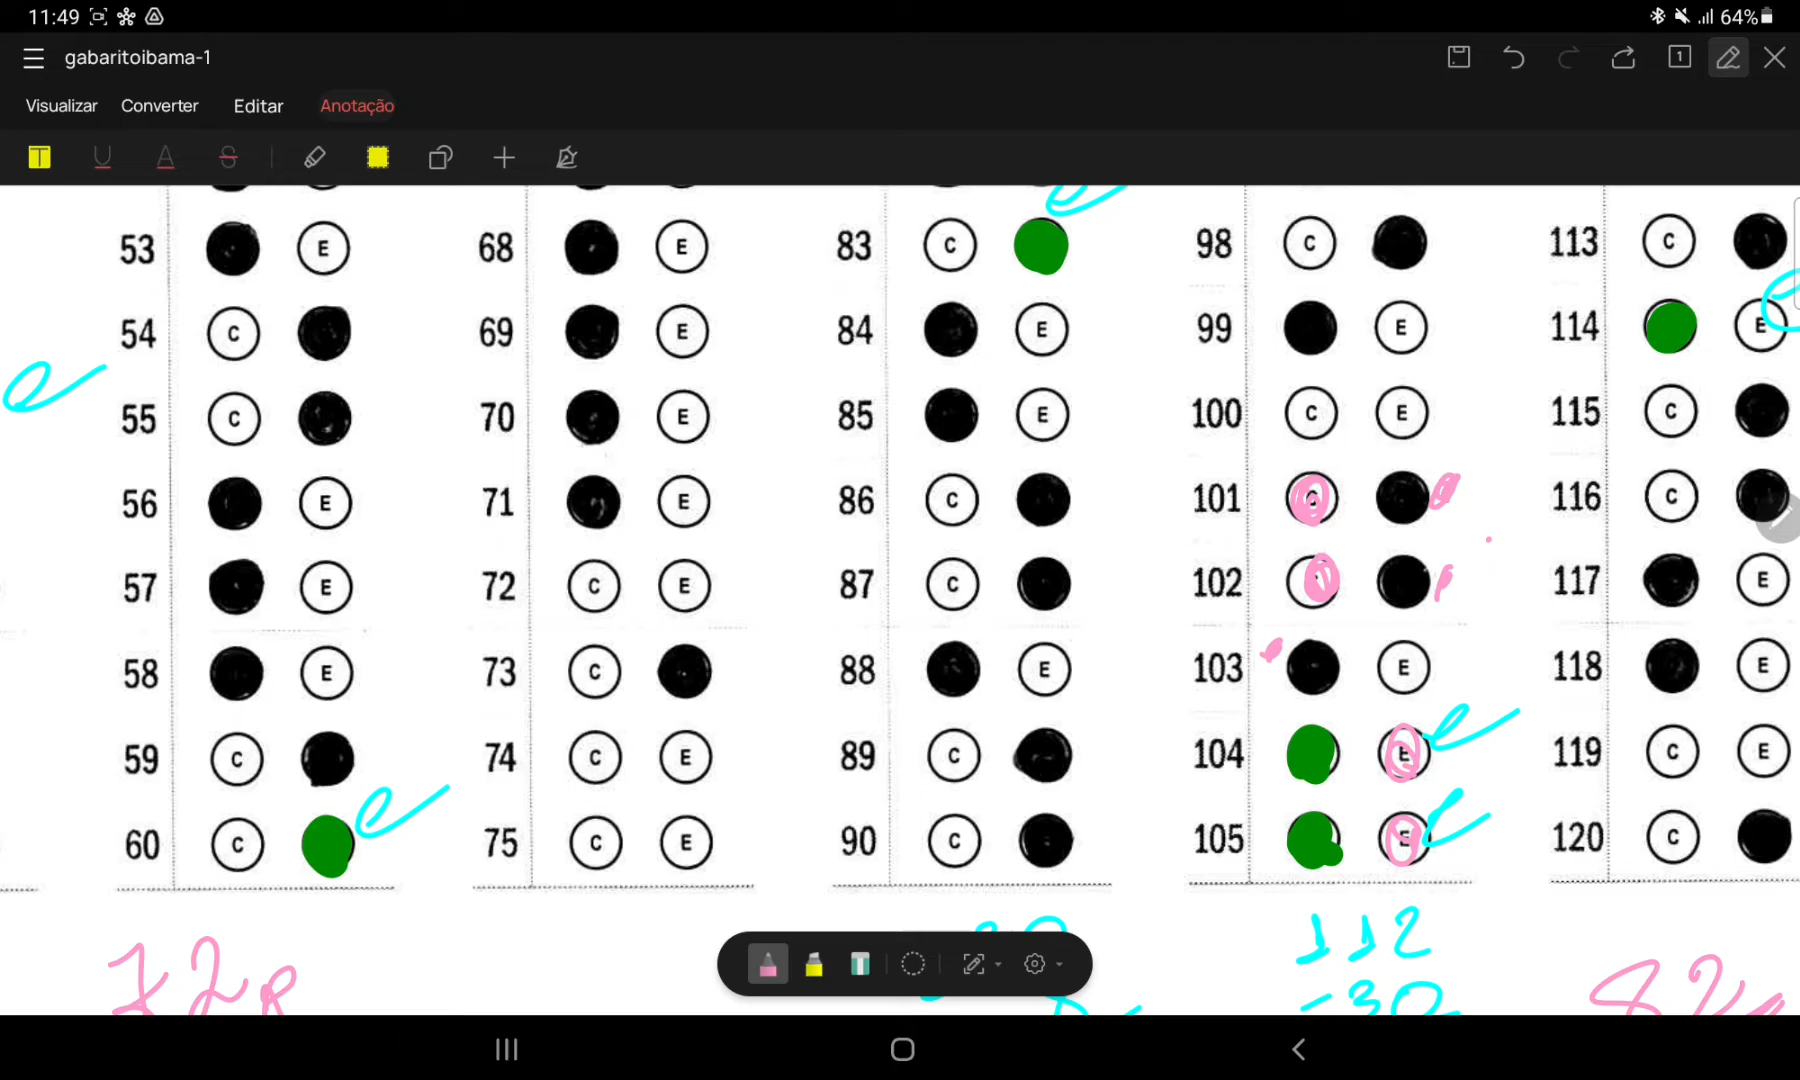 11:49 64%
gabaritoibama-1 1
Visualizar Converter Editar Anotação
T U A S
53 E 68 E 83 C 98 C 113 C
54 C 69 E 84 E 99 E 114 E
55 C 70 E 85 E 100 C E 115 C
56 E 71 E 86 C 101 C 116 C
57 E 72 C E 87 C 102 117 E
58 E 73 C 88 E 103 E 118 E
59 C 74 C E 89 C 104 E 119 C E
60 C 75 C E 90 C 105 E 120 C
112
-30